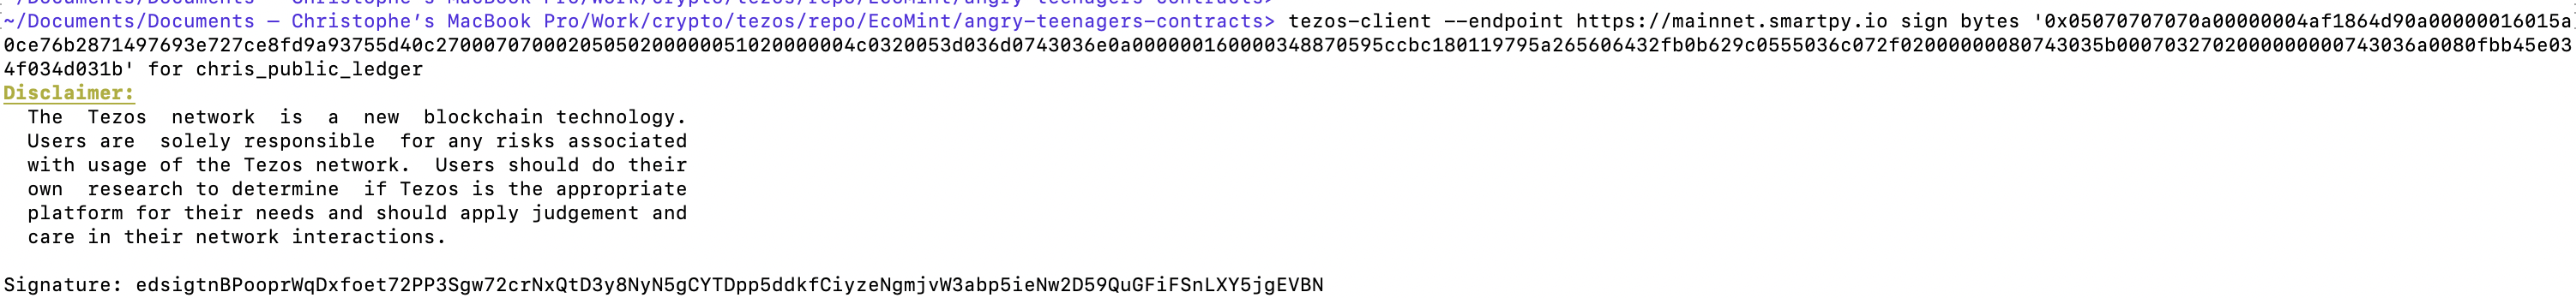 ~/Documents/Documents – Christophe's MacBook Pro/Work/crypto/tezos/repo/EcoMint/angry-teenagers-contracts>
~/Documents/Documents – Christophe's MacBook Pro/Work/crypto/tezos/repo/EcoMint/angry-teenagers-contracts> tezos-client --endpoint https://mainnet.smartpy.io sign bytes '0x05070707070a00000004af1864d90a00000016015a
0ce76b2871497693e727ce8fd9a93755d40c270007070002050502000000051020000004c0320053d036d0743036e0a000000160000348870595ccbc180119795a265606432fb0b629c0555036c072f02000000080743035b00070327020000000000743036a0080fbb45e03
4f034d031b' for chris_public_ledger
Disclaimer:
The Tezos network is a new blockchain technology.
Users are solely responsible for any risks associated
with usage of the Tezos network. Users should do their
own research to determine if Tezos is the appropriate
platform for their needs and should apply judgement and
care in their network interactions.
Signature: edsigtnBPooprWqDxfoet72PP3Sgw72crNxQtD3y8NyN5gCYTDpp5ddkfCiyzeNgmjvW3abp5ieNw2D59QuGFiFSnLXY5jgEVBN